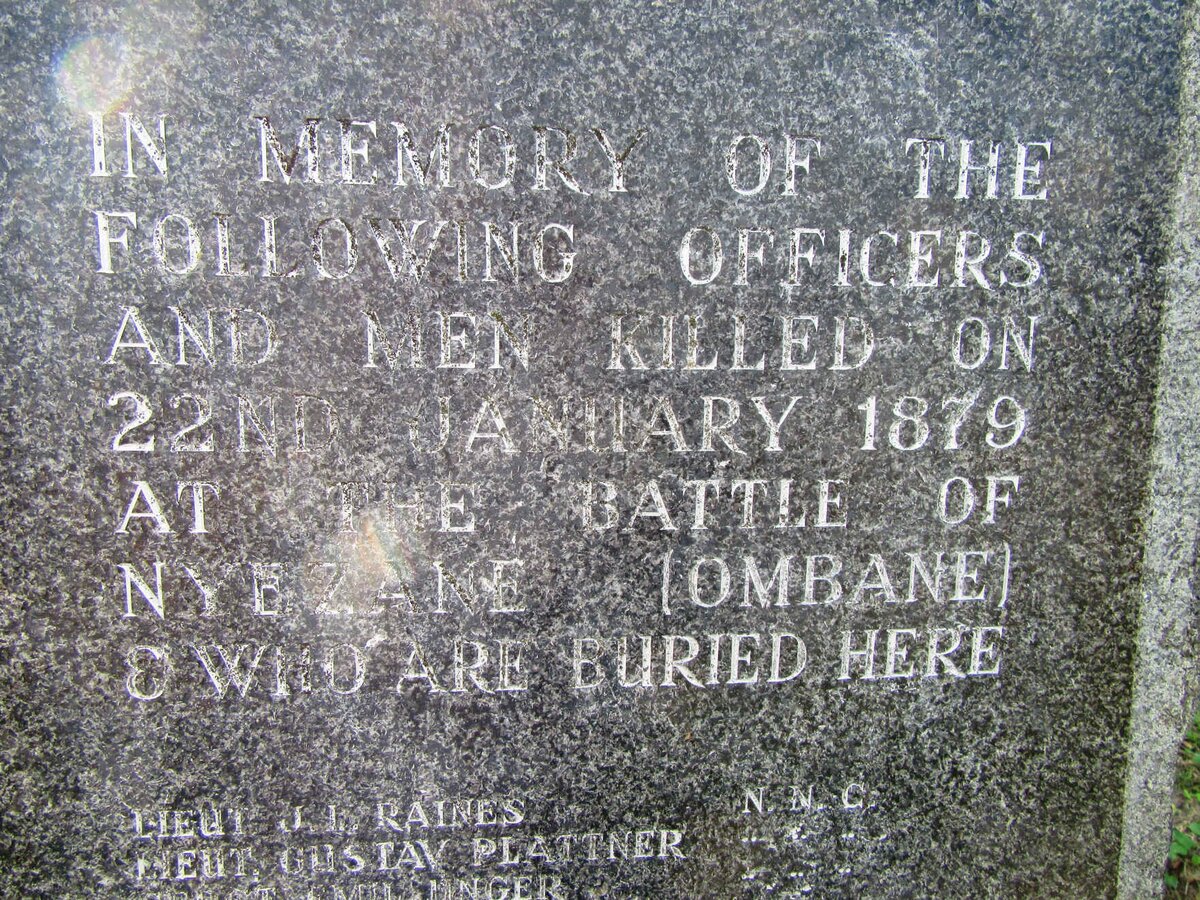 IN MEMORY OF THE
FOLLOWING OFFICERS
AND MEN KILLED ON
22ND JANUARY 1879
AT THE BATTLE OF
NYEZANE (OMBANE)
& WHO ARE BURIED HERE
LIEUT J.L. RAINES N. N. C.
LIEUT. GUSTAV PLATTNER " " "